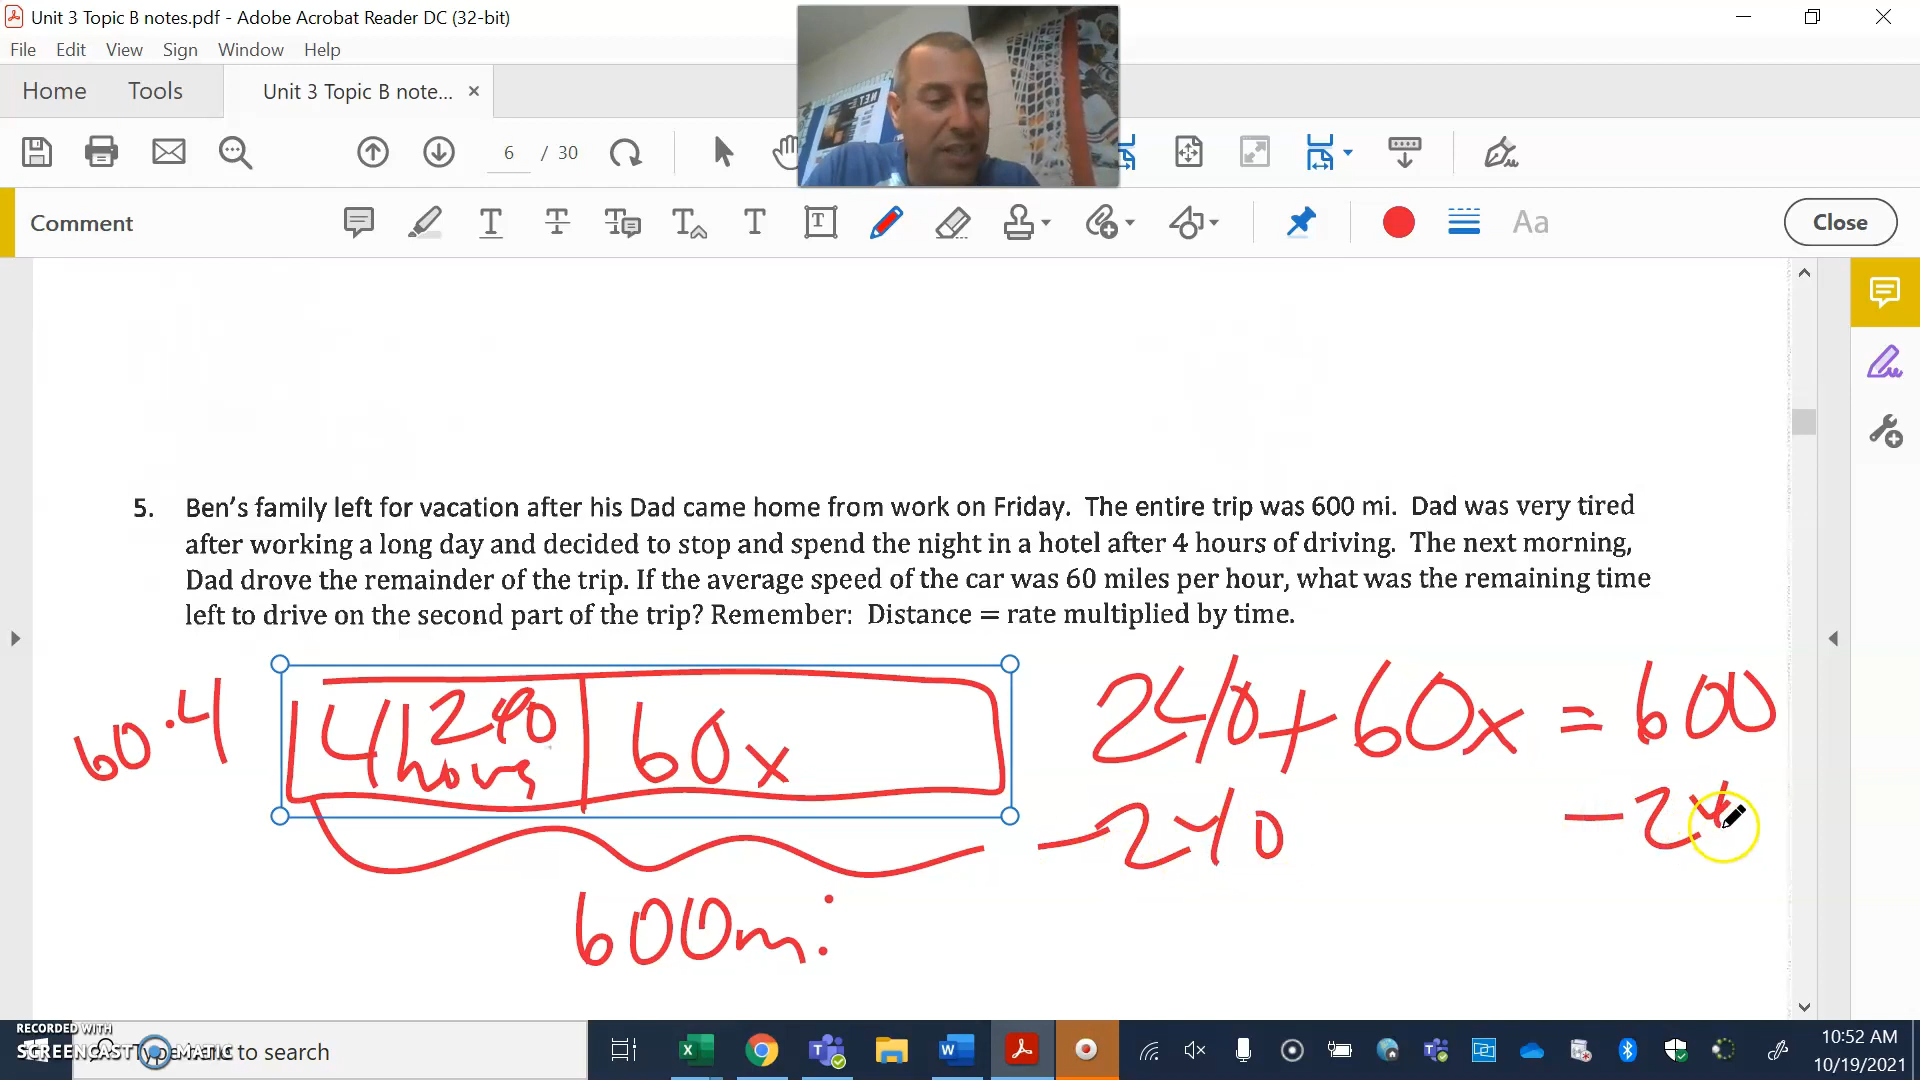 Unit 3 Topic B notes.pdf - Adobe Acrobat Reader DC (32-bit)
File Edit View Sign Window Help
Home Tools Unit 3 Topic B note... ×
6 / 30
Comment
Aa
Close
5. Ben's family left for vacation after his Dad came home from work on Friday. The entire trip was 600 mi. Dad was very tired
after working a long day and decided to stop and spend the night in a hotel after 4 hours of driving. The next morning,
Dad drove the remainder of the trip. If the average speed of the car was 60 miles per hour, what was the remaining time
left to drive on the second part of the trip? Remember: Distance = rate multiplied by time.
60 · 4
4 hours 240 60x
240 + 60x = 600
-240 -24
600 mi
RECORDED WITH
SCREENCAST MATIC
Type here to search
10:52 AM
10/19/2021